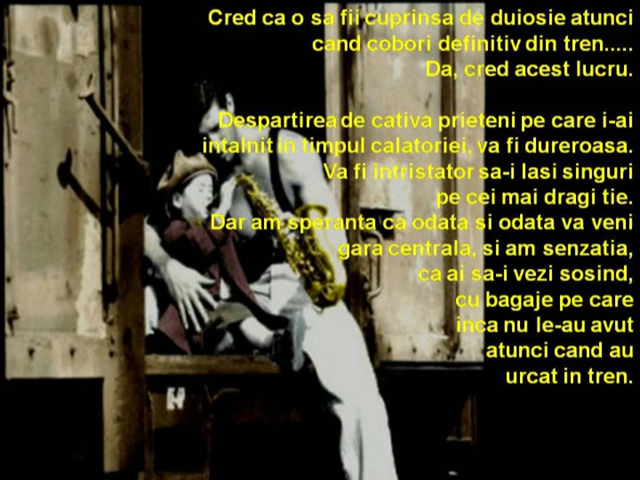 Cred ca o sa fii cuprinsa de duiosie atunci
cand cobori definitiv din tren.....
Da, cred acest lucru.
Despartirea de cativa prieteni pe care i-ai
intalnit in timpul calatoriei, va fi dureroasa.
Va fi intristator sa-i lasi singuri
pe cei mai dragi tie.
Dar am speranta ca odata si odata va veni
gara centrala, si am senzatia,
ca ai sa-i vezi sosind,
cu bagaje pe care
inca nu le-au avut
atunci cand au
urcat in tren.